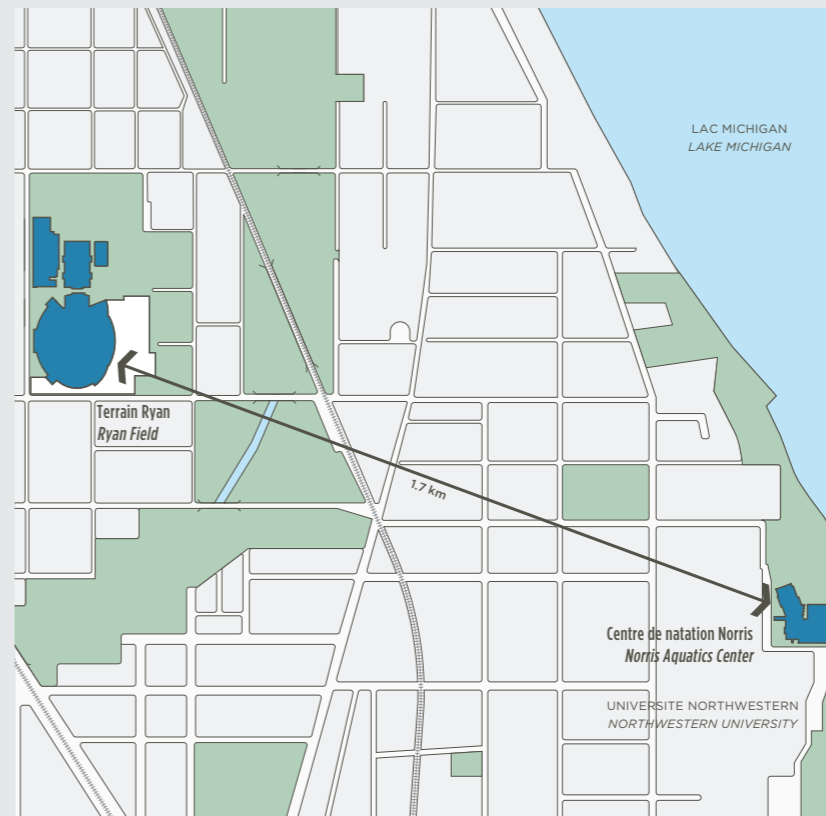 LAC MICHIGAN
LAKE MICHIGAN
Terrain Ryan
Ryan Field
1.7 km
Centre de natation Norris
Norris Aquatics Center
UNIVERSITE NORTHWESTERN
NORTHWESTERN UNIVERSITY